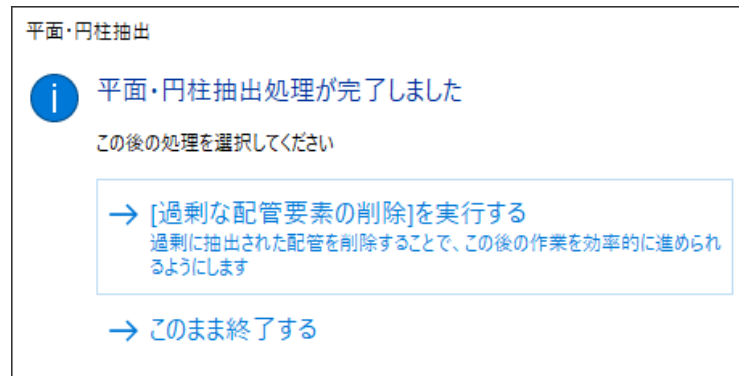 平面・円柱抽出
平面・円柱抽出処理が完了しました
この後の処理を選択してください
→ [過剰な配管要素の削除]を実行する
過剰に抽出された配管を削除することで、この後の作業を効率的に進められ
るようにします
→ このまま終了する